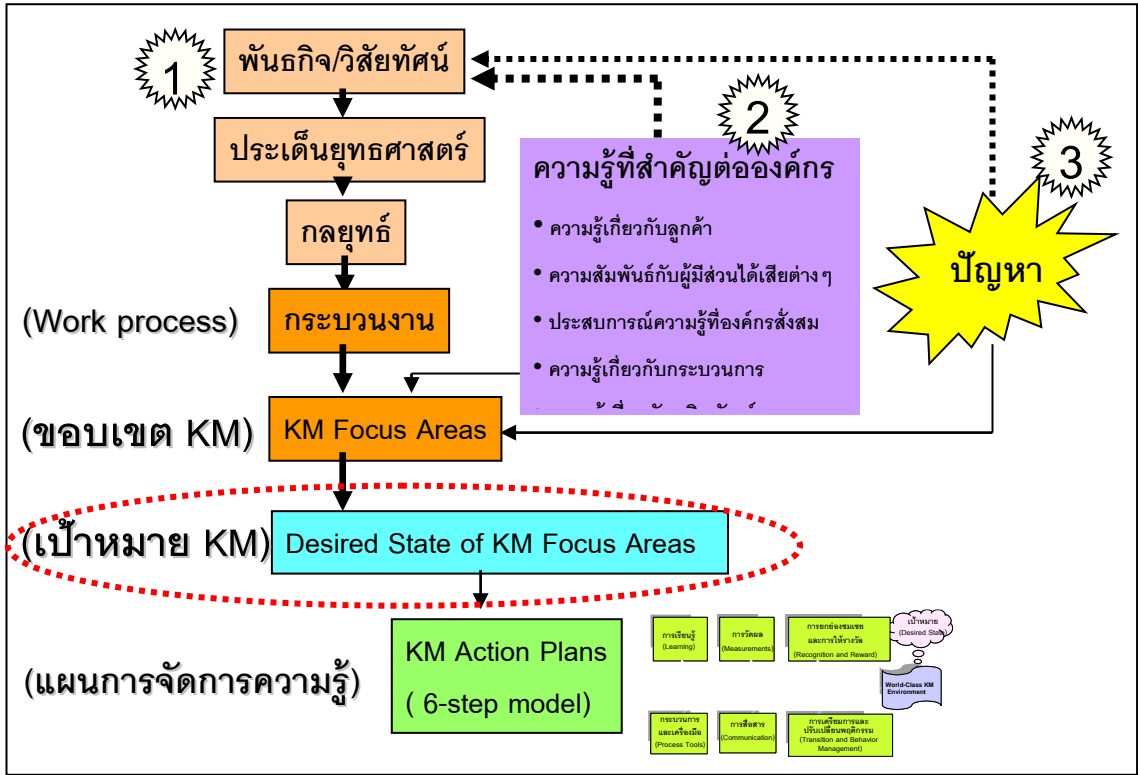 1
พันธกิจ/วิสัยทัศน์
ประเด็นยุทธศาสตร์
กลยุทธ์
(Work process)
กระบวนงาน
(ขอบเขต KM)
KM Focus Areas
2
ความรู้ที่สำคัญต่อองค์กร
• ความรู้เกี่ยวกับลูกค้า
• ความสัมพันธ์กับผู้มีส่วนได้เสียต่างๆ
• ประสบการณ์ความรู้ที่องค์กรสั่งสม
• ความรู้เกี่ยวกับกระบวนการ
3
ปัญหา
(เป้าหมาย KM)
Desired State of KM Focus Areas
(แผนการจัดการความรู้)
KM Action Plans
( 6-step model)
การเรียนรู้
(Learning)
การวัดผล
(Measurements)
การยกย่องชมเชย
และการให้รางวัล
(Recognition and Reward)
เป้าหมาย
(Desired State)
World-Class KM
Environment
กระบวนการ
และเครื่องมือ
(Process Tools)
การสื่อสาร
(Communication)
การเตรียมการและ
ปรับเปลี่ยนพฤติกรรม
(Transition and Behavior
Management)